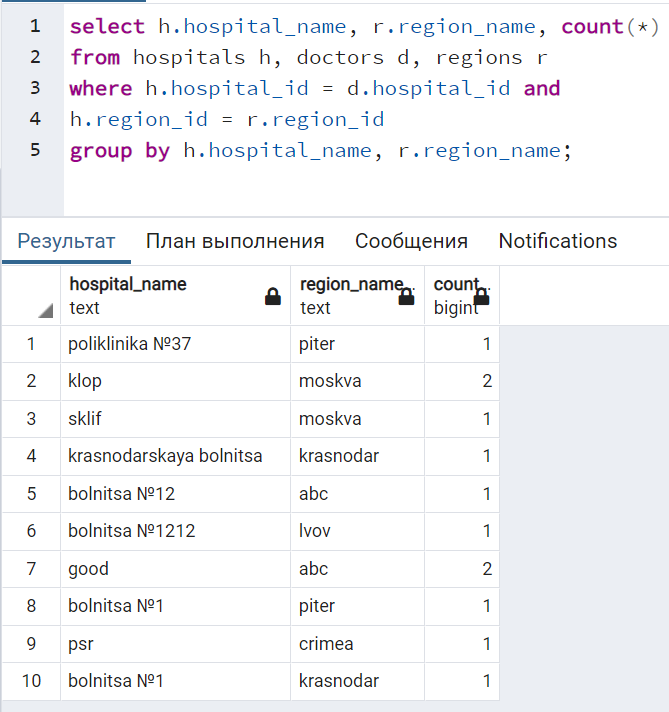 1 select h.hospital_name, r.region_name, count(*)
2 from hospitals h, doctors d, regions r
3 where h.hospital_id = d.hospital_id and
4 h.region_id = r.region_id
5 group by h.hospital_name, r.region_name;
Результат План выполнения Сообщения Notifications
hospital_name region_name.. count..
text text bigint
1 poliklinika №37 piter 1
2 klop moskva 2
3 sklif moskva 1
4 krasnodarskaya bolnitsa krasnodar 1
5 bolnitsa №12 abc 1
6 bolnitsa №1212 lvov 1
7 good abc 2
8 bolnitsa №1 piter 1
9 psr crimea 1
10 bolnitsa №1 krasnodar 1